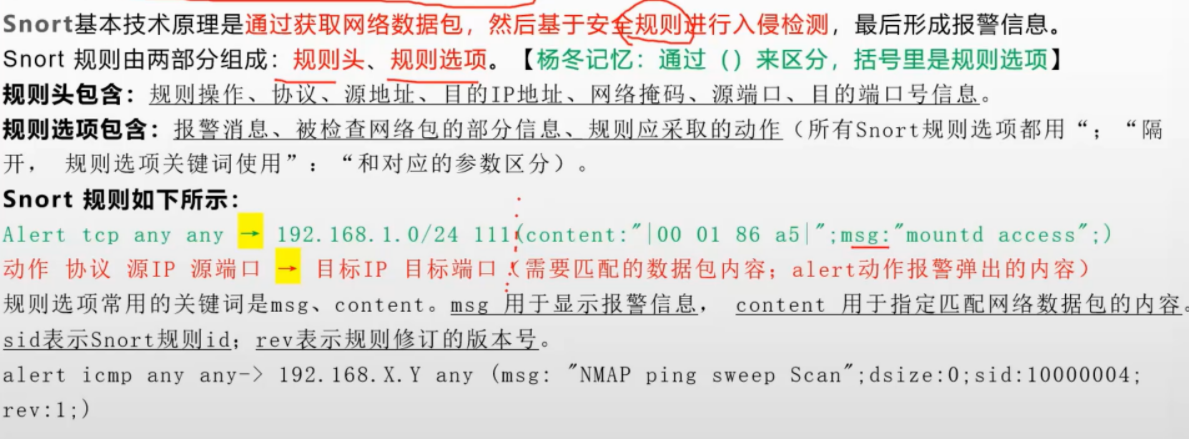 Snort基本技术原理是通过获取网络数据包，然后基于安全规则进行入侵检测，最后形成报警信息。
Snort 规则由两部分组成：规则头、规则选项。【杨冬记忆：通过（）来区分，括号里是规则选项】
规则头包含：规则操作、协议、源地址、目的IP地址、网络掩码、源端口、目的端口号信息。
规则选项包含：报警消息、被检查网络包的部分信息、规则应采取的动作（所有Snort规则选项都用“；“隔
开， 规则选项关键词使用”：“和对应的参数区分）。
Snort 规则如下所示：
Alert tcp any any → 192.168.1.0/24 111(content:"|00 01 86 a5|";msg:"mountd access";)
动作 协议 源IP 源端口 → 目标IP 目标端口（需要匹配的数据包内容；alert动作报警弹出的内容）
规则选项常用的关键词是msg、content。msg 用于显示报警信息， content 用于指定匹配网络数据包的内容。
sid表示Snort规则id；rev表示规则修订的版本号。
alert icmp any any-> 192.168.X.Y any (msg: "NMAP ping sweep Scan";dsize:0;sid:10000004;
rev:1;)